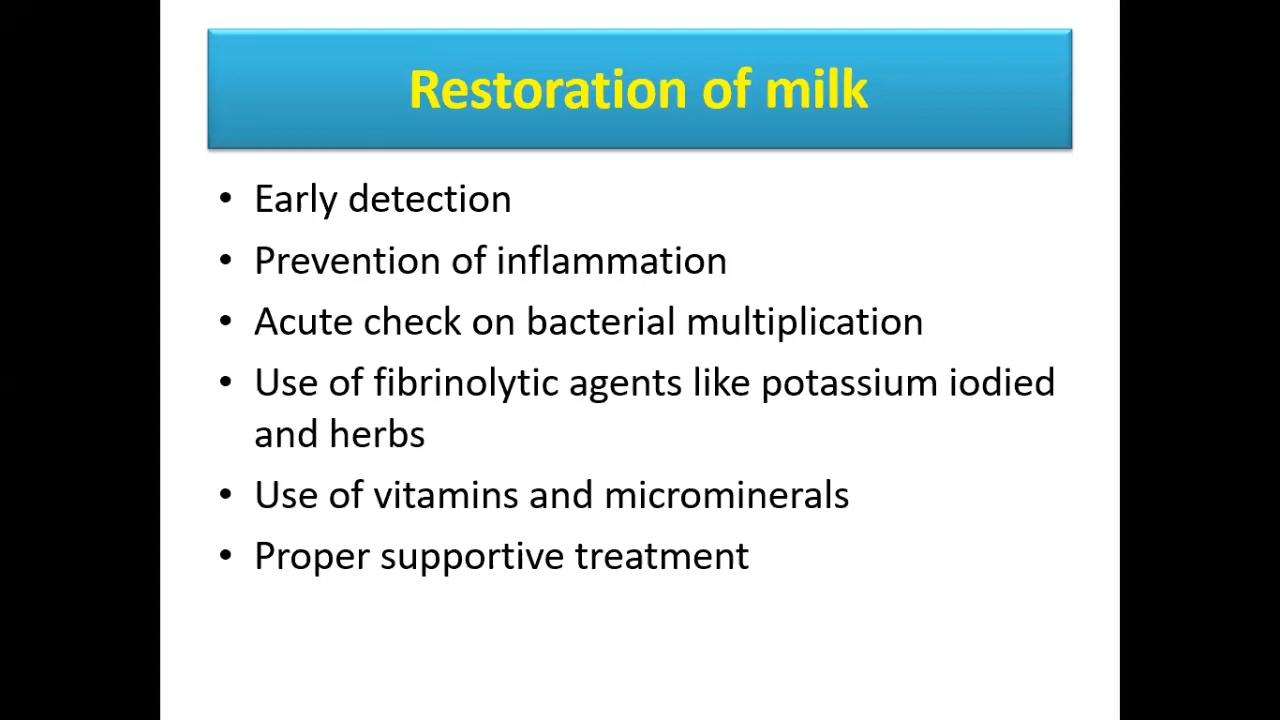 Restoration of milk
• Early detection
• Prevention of inflammation
• Acute check on bacterial multiplication
• Use of fibrinolytic agents like potassium iodied
and herbs
• Use of vitamins and microminerals
• Proper supportive treatment